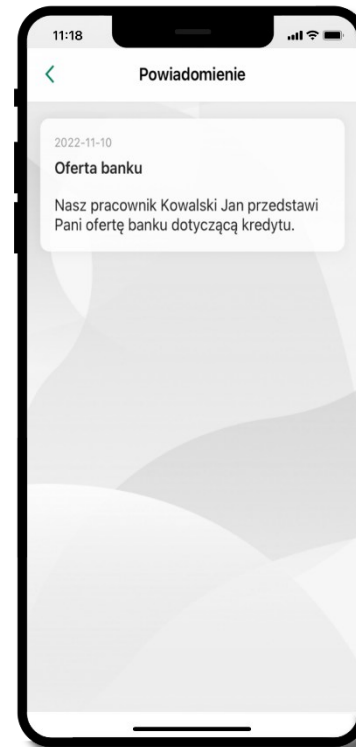 11:18
Powiadomienie
2022-11-10
Oferta banku
Nasz pracownik Kowalski Jan przedstawi
Pani ofertę banku dotyczącą kredytu.